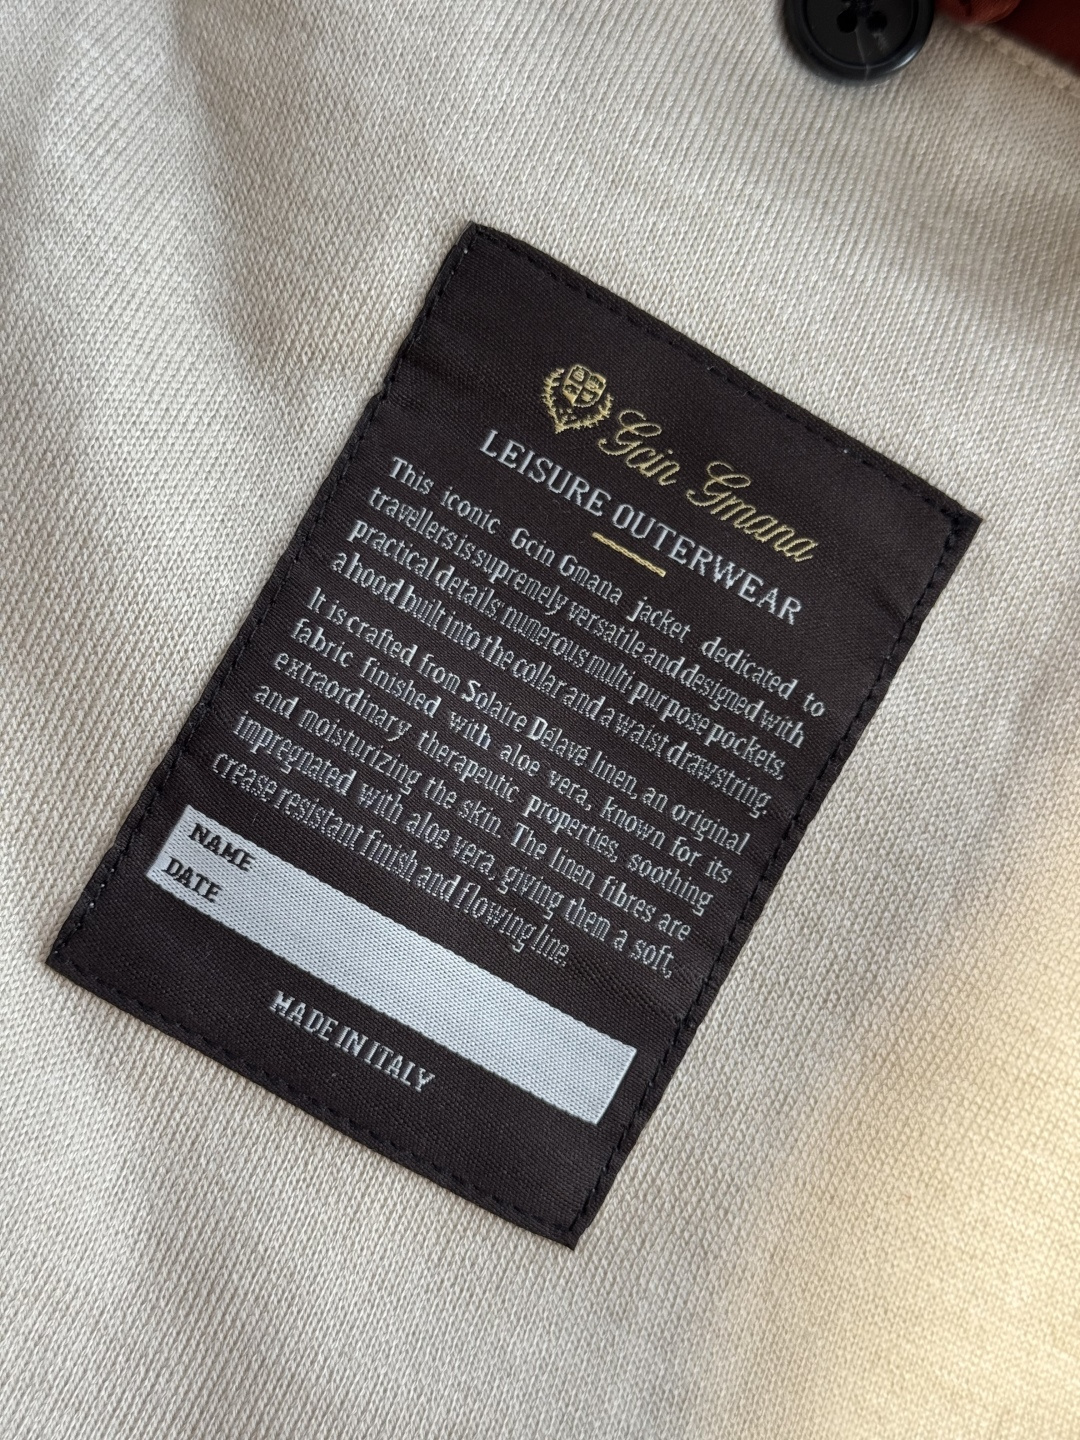 Gcin Gmana
LEISURE OUTERWEAR
This iconic Gcin Gmana jacket dedicated to
travellers is supremely versatile and designed with
practical details: numerous multi purpose pockets,
a hood built into the collar and a waist drawstring.
It is crafted from Solaire Délavé linen, an original
fabric finished with aloe vera, known for its
extraordinary therapeutic properties, soothing
and moisturizing the skin. The linen fibres are
impregnated with aloe vera, giving them a soft,
crease resistant finish and flowing line.
NAME
DATE
MADE IN ITALY